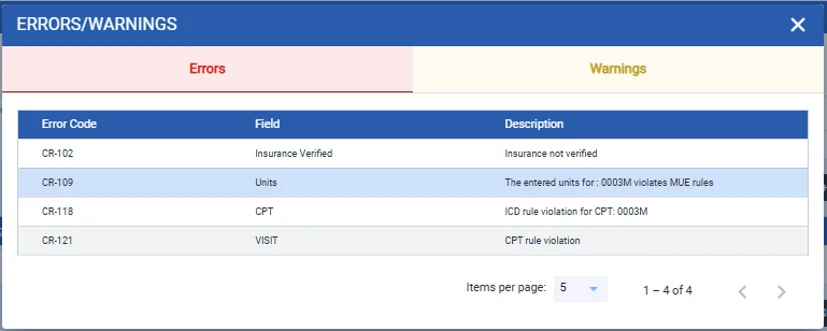 ERRORS/WARNINGS
Errors Warnings
Error Code Field Description
CR-102 Insurance Verified Insurance not verified
CR-109 Units The entered units for : 0003M violates MUE rules
CR-118 CPT ICD rule violation for CPT: 0003M
CR-121 VISIT CPT rule violation
Items per page: 5 1 – 4 of 4